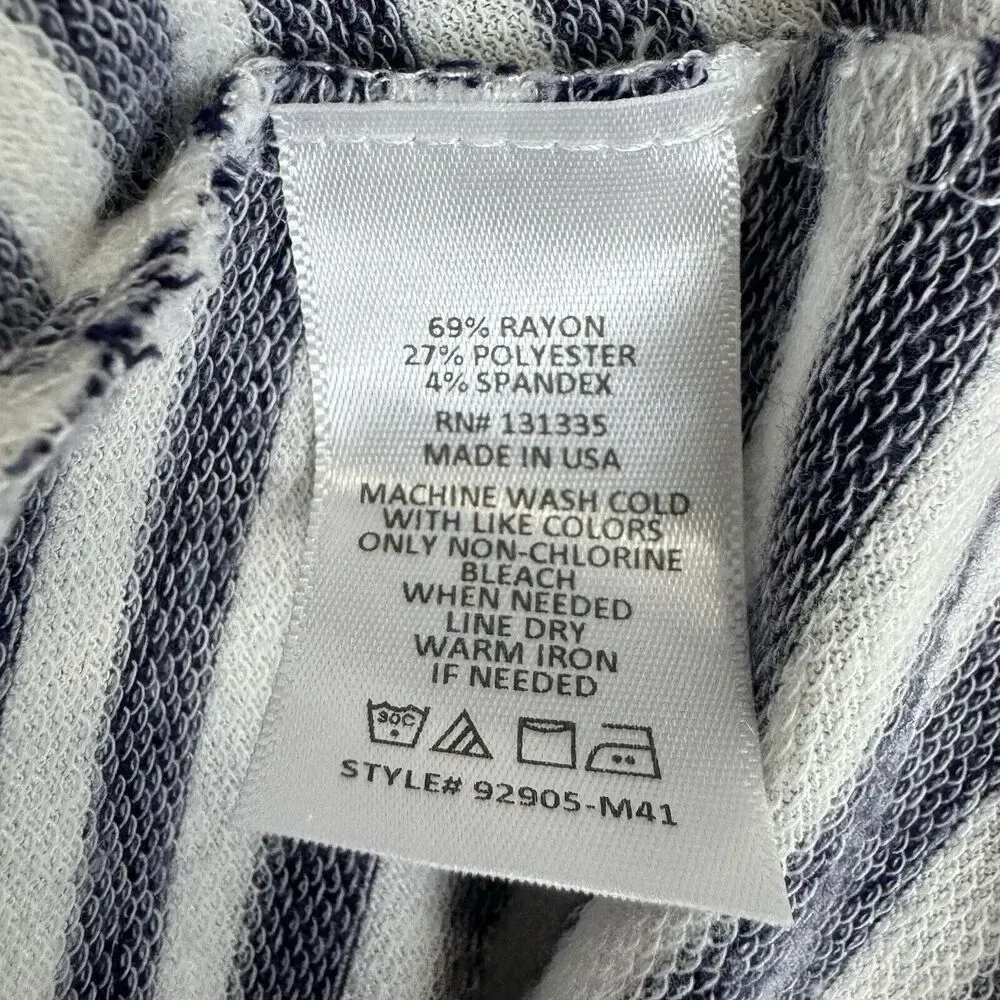 69% RAYON
27% POLYESTER
4% SPANDEX
RN# 131335
MADE IN USA
MACHINE WASH COLD
WITH LIKE COLORS
ONLY NON-CHLORINE
BLEACH
WHEN NEEDED
LINE DRY
WARM IRON
IF NEEDED
30C
STYLE# 92905-M41